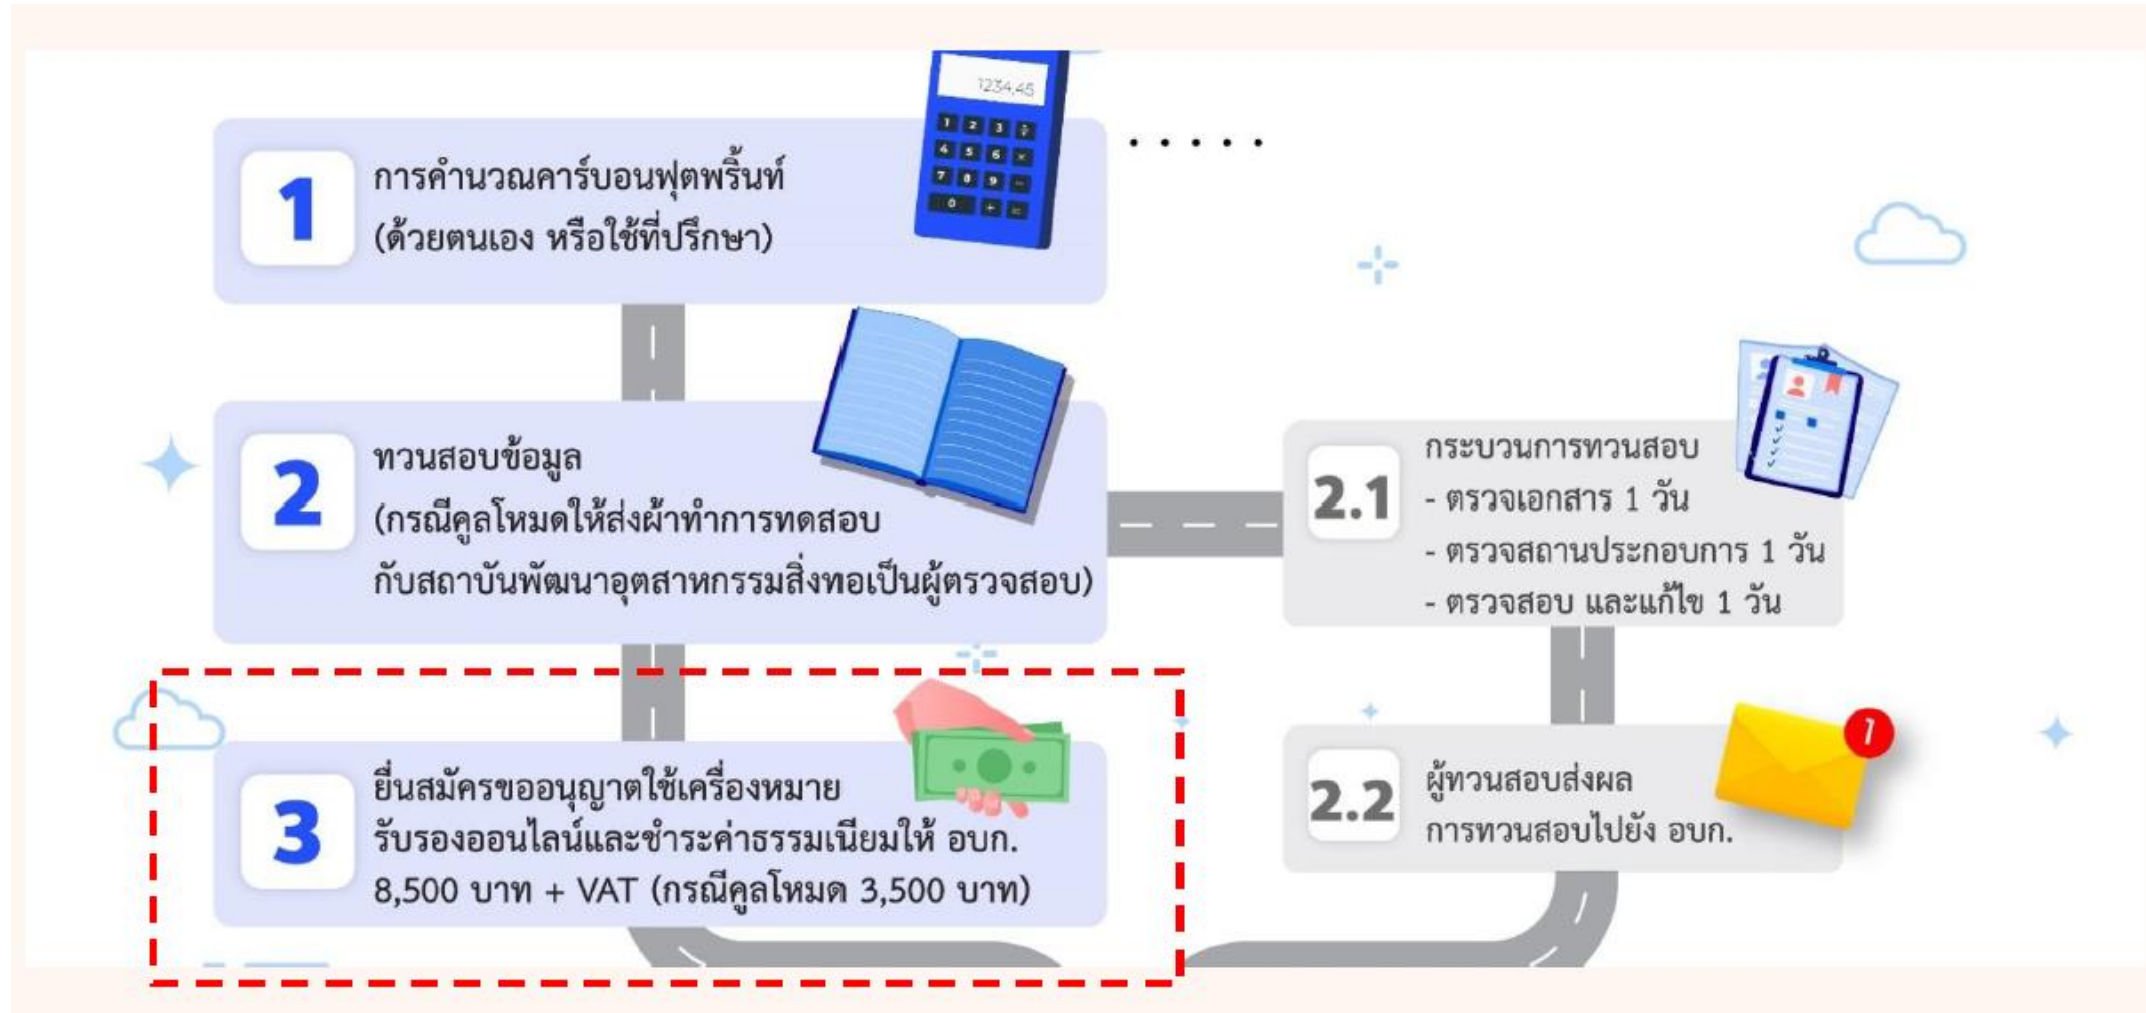 1234.45
1 2 3 ÷
4 5 6 ×
7 8 9 −
0 + =
1
การคำนวณคาร์บอนฟุตพริ้นท์
(ด้วยตนเอง หรือใช้ที่ปรึกษา)
2
ทวนสอบข้อมูล
(กรณีคูลโหมดให้ส่งผ้าทำการทดสอบ
กับสถาบันพัฒนาอุตสาหกรรมสิ่งทอเป็นผู้ตรวจสอบ)
2.1
กระบวนการทวนสอบ
- ตรวจเอกสาร 1 วัน
- ตรวจสถานประกอบการ 1 วัน
- ตรวจสอบ และแก้ไข 1 วัน
2.2
ผู้ทวนสอบส่งผล
การทวนสอบไปยัง อบก.
1
3
ยื่นสมัครขออนุญาตใช้เครื่องหมาย
รับรองออนไลน์และชำระค่าธรรมเนียมให้ อบก.
8,500 บาท + VAT (กรณีคูลโหมด 3,500 บาท)